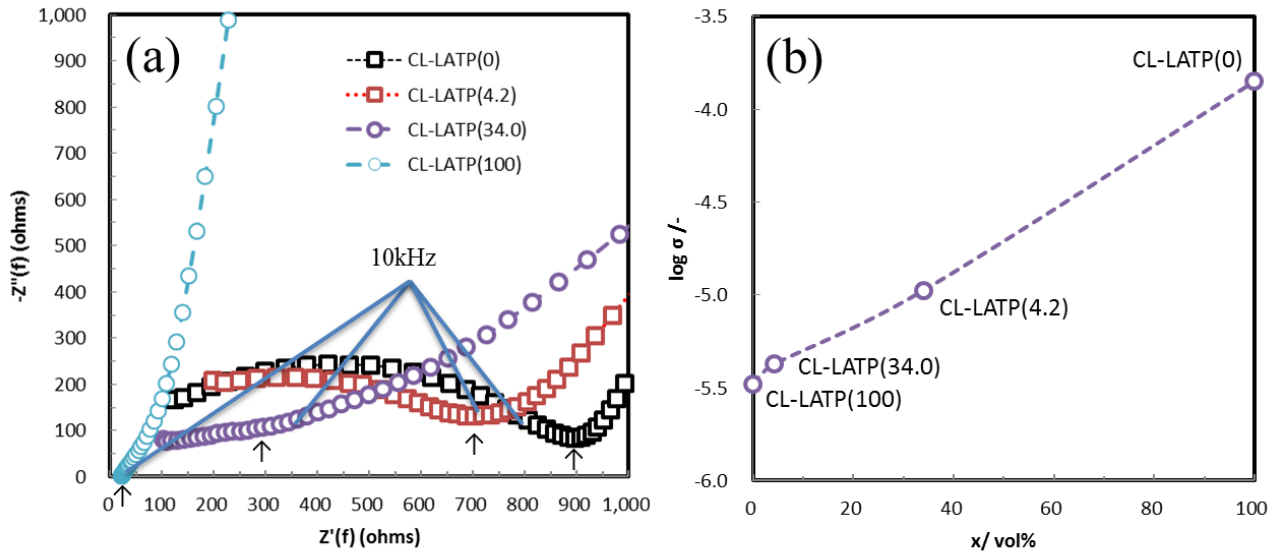 (a)
1,000
900
800
700
600
500
400
300
200
100
0
-Z"(f) (ohms)
CL-LATP(0)
CL-LATP(4.2)
CL-LATP(34.0)
CL-LATP(100)
10kHz
0 100 200 300 400 500 600 700 800 900 1,000
Z'(f) (ohms)
(b)
-3.5
-4.0
-4.5
-5.0
-5.5
-6.0
log σ /-
CL-LATP(0)
CL-LATP(4.2)
CL-LATP(34.0)
CL-LATP(100)
0 20 40 60 80 100
x/ vol%